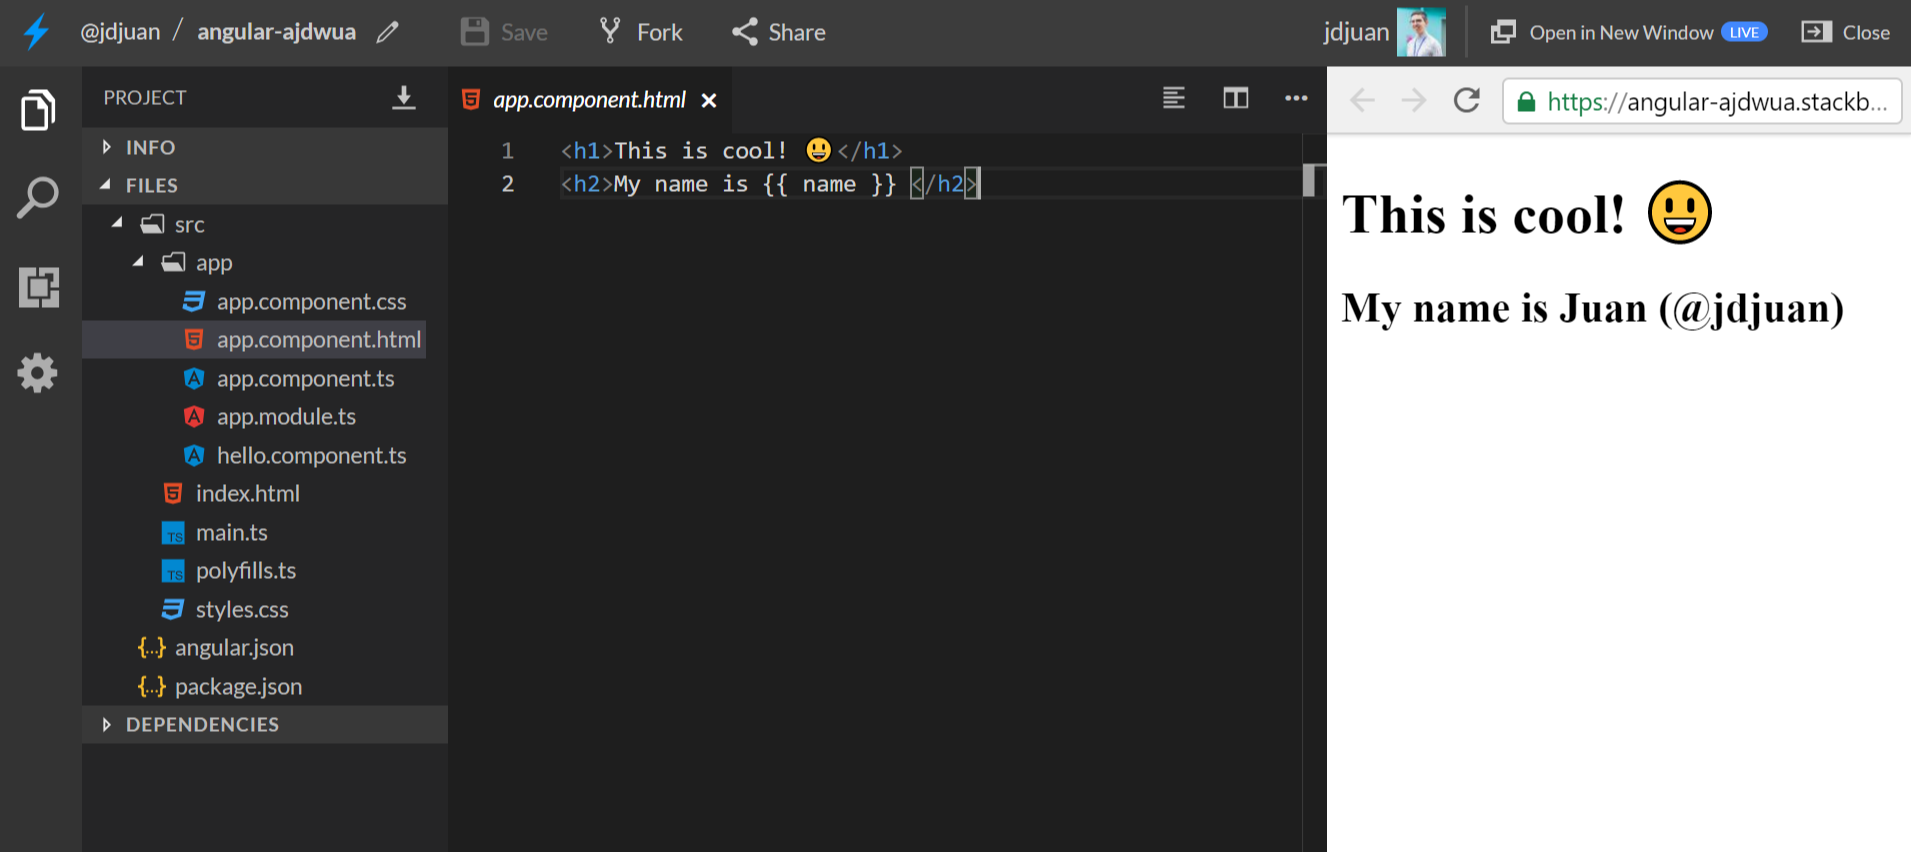 @jdjuan / angular-ajdwua Save Fork Share jdjuan Open in New Window LIVE Close
PROJECT
INFO
FILES
src
app
app.component.css
app.component.html
app.component.ts
app.module.ts
hello.component.ts
index.html
main.ts
polyfills.ts
styles.css
angular.json
package.json
DEPENDENCIES
app.component.html
1 <h1>This is cool! 😃</h1>
2 <h2>My name is {{ name }} </h2>
https://angular-ajdwua.stackb...
This is cool! 😃
My name is Juan (@jdjuan)